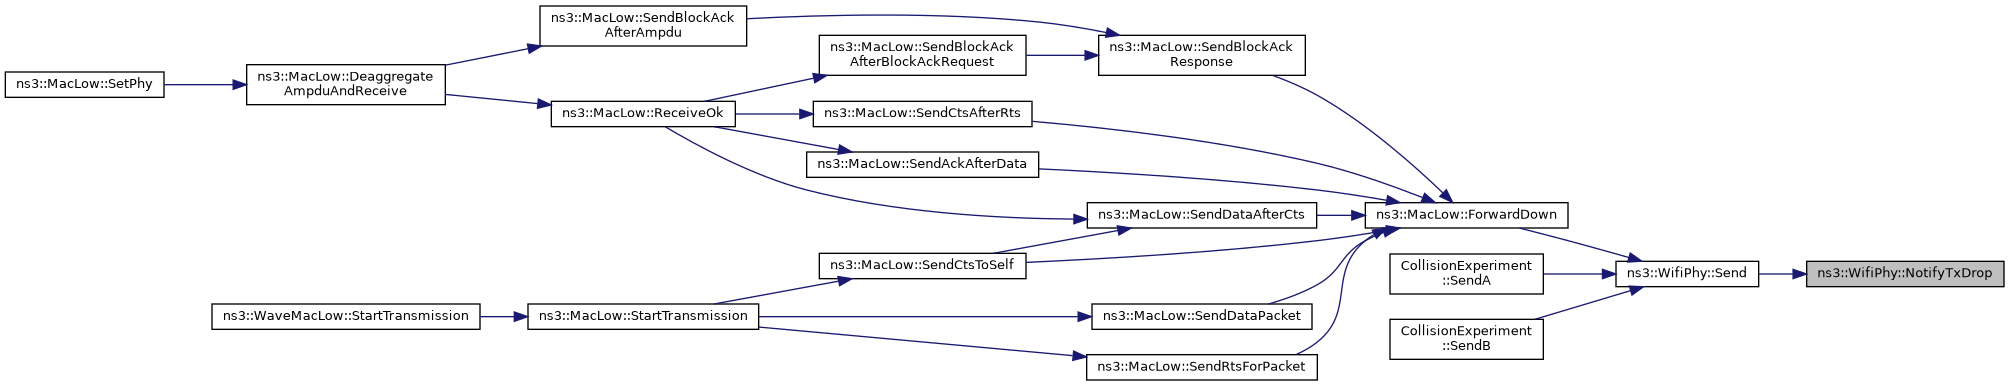 ns3::MacLow::SetPhy
ns3::MacLow::Deaggregate
AmpduAndReceive
ns3::MacLow::SendBlockAck
AfterAmpdu
ns3::MacLow::ReceiveOk
ns3::MacLow::SendBlockAck
AfterBlockAckRequest
ns3::MacLow::SendCtsAfterRts
ns3::MacLow::SendAckAfterData
ns3::MacLow::SendBlockAck
Response
ns3::MacLow::SendDataAfterCts
ns3::MacLow::SendCtsToSelf
ns3::WaveMacLow::StartTransmission
ns3::MacLow::StartTransmission
ns3::MacLow::SendDataPacket
ns3::MacLow::SendRtsForPacket
ns3::MacLow::ForwardDown
CollisionExperiment
::SendA
CollisionExperiment
::SendB
ns3::WifiPhy::Send
ns3::WifiPhy::NotifyTxDrop